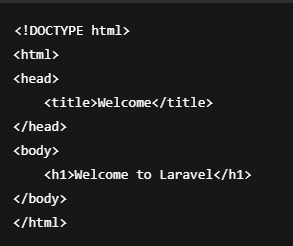 <!DOCTYPE html>
<html>
<head>
    <title>Welcome</title>
</head>
<body>
    <h1>Welcome to Laravel</h1>
</body>
</html>